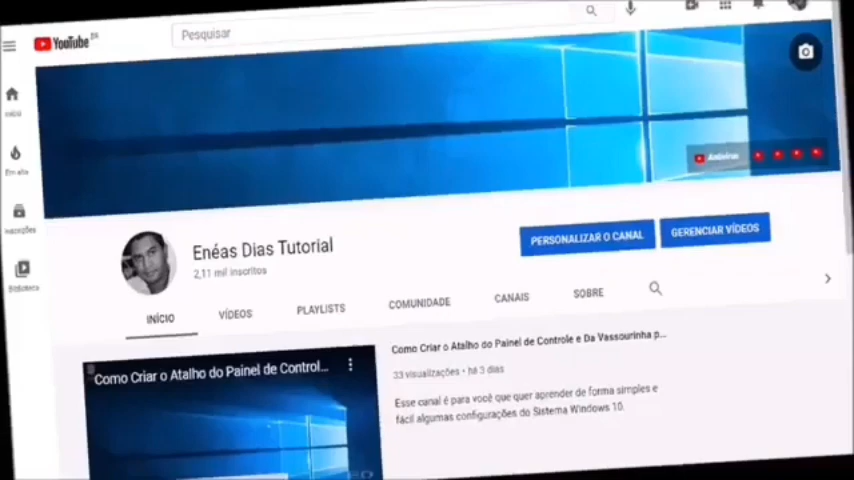 YouTube BR
Pesquisar
Início
Em alta
Inscrições
Biblioteca
Enéas Dias Tutorial
2,11 mil inscritos
PERSONALIZAR O CANAL
GERENCIAR VÍDEOS
INÍCIO VÍDEOS PLAYLISTS COMUNIDADE CANAIS SOBRE
Como Criar o Atalho do Painel de Control...
Como Criar o Atalho do Painel de Controle e Da Vassourinha p...
33 visualizações • há 3 dias
Esse canal é para você que quer aprender de forma simples e
fácil algumas configurações do Sistema Windows 10.